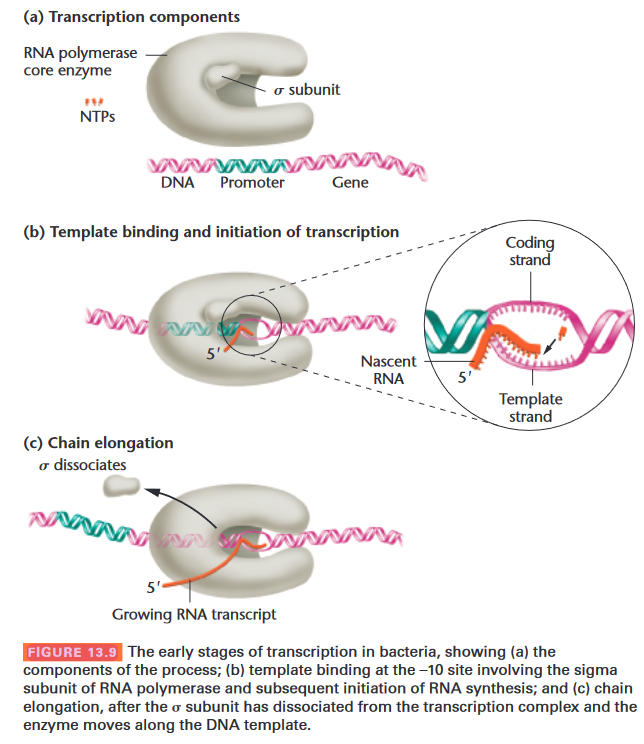 (a) Transcription components
RNA polymerase
core enzyme
σ subunit
NTPs
DNA
Promoter
Gene
(b) Template binding and initiation of transcription
Coding
strand
5'
Nascent
RNA
5'
Template
strand
(c) Chain elongation
σ dissociates
5'
Growing RNA transcript
FIGURE 13.9 The early stages of transcription in bacteria, showing (a) the
components of the process; (b) template binding at the –10 site involving the sigma
subunit of RNA polymerase and subsequent initiation of RNA synthesis; and (c) chain
elongation, after the σ subunit has dissociated from the transcription complex and the
enzyme moves along the DNA template.